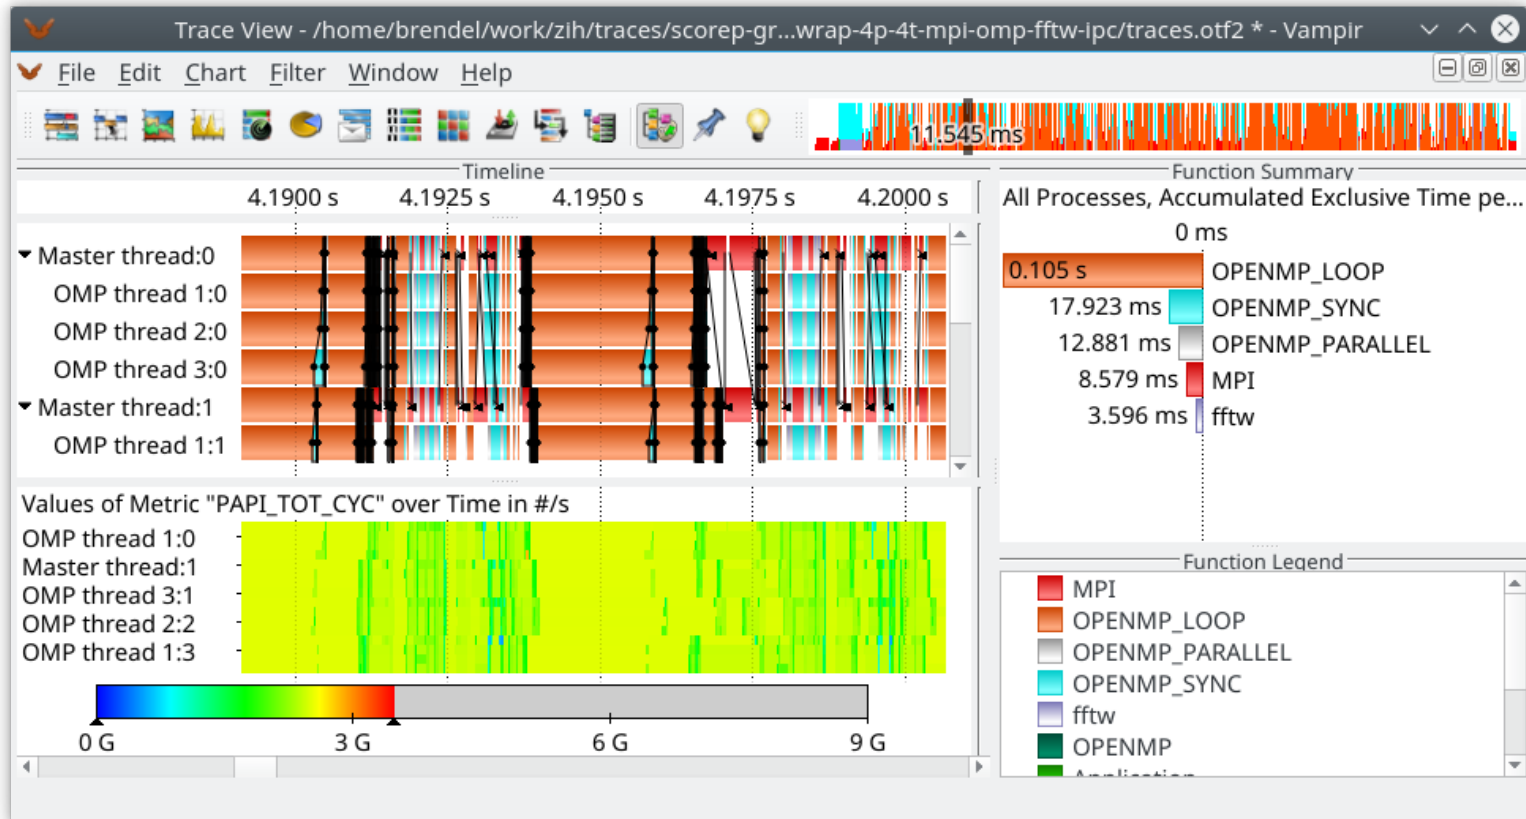 Trace View - /home/brendel/work/zih/traces/scorep-gr...wrap-4p-4t-mpi-omp-fftw-ipc/traces.otf2 * - Vampir
File Edit Chart Filter Window Help
11.545 ms
Timeline
4.1900 s 4.1925 s 4.1950 s 4.1975 s 4.2000 s
Master thread:0
OMP thread 1:0
OMP thread 2:0
OMP thread 3:0
Master thread:1
OMP thread 1:1
Values of Metric "PAPI_TOT_CYC" over Time in #/s
OMP thread 1:0
Master thread:1
OMP thread 3:1
OMP thread 2:2
OMP thread 1:3
0 G 3 G 6 G 9 G
Function Summary
All Processes, Accumulated Exclusive Time pe...
0 ms
0.105 s OPENMP_LOOP
17.923 ms OPENMP_SYNC
12.881 ms OPENMP_PARALLEL
8.579 ms MPI
3.596 ms fftw
Function Legend
MPI
OPENMP_LOOP
OPENMP_PARALLEL
OPENMP_SYNC
fftw
OPENMP
Application